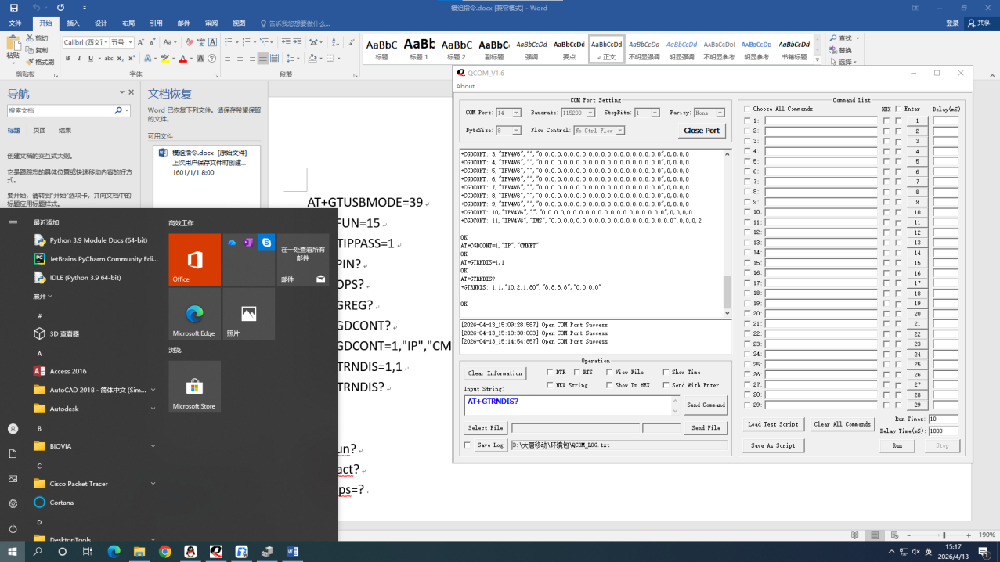 模组指令.docx [兼容模式] - Word
登录
共享
文件
开始
插入
设计
布局
引用
邮件
审阅
视图
告诉我您想要做什么...
粘贴
剪切
复制
格式刷
剪贴板
Calibri (西文)
五号
字体
段落
AaBbC
标题
AaBb
标题 1
AaBbC
标题 2
AaBbC
副标题
AaBbCcDd
强调
AaBbCcDd
要点
AaBbCcDd
正文
AaBbCcDd
不明显强调
AaBbCcDd
明显强调
AaBbCcDd
不明显参考
AaBbCcDd
明显参考
AaBbCcDd
书籍标题
查找
替换
选择
导航
搜索文档
标题
页面
结果
创建文档的交互式大纲。
它是跟踪您的具体位置或快速移动内容的好方式。
要开始，请转到“开始”选项卡，并向文档中的标题应用标题样式。
文档恢复
Word 已恢复下列文件。请保存希望保留的文件。
可用文件
模组指令.docx [原始文件]
上次用户保存文件时创建...
1601/1/1 8:00
AT+GTUSBMODE=39
FUN=15
TIPPASS=1
PIN?
OPS?
GREG?
GDCONT?
GDCONT=1,"IP","CM
TRNDIS=1,1
TRNDIS?
un?
act?
ops=?
最近添加
Python 3.9 Module Docs (64-bit)
JetBrains PyCharm Community Edi...
IDLE (Python 3.9 64-bit)
展开
#
3D 查看器
A
Access 2016
AutoCAD 2018 - 简体中文 (Sim...
Autodesk
B
BIOVIA
C
Cisco Packet Tracer
Cortana
D
DesktopTools
高效工作
Office
在一处查看所有邮件
邮件
Microsoft Edge
照片
浏览
Microsoft Store
QCOM_V1.6
About
COM Port Setting
COM Port: 14
Baudrate: 115200
StopBits: 1
Parity: None
ByteSize: 8
Flow Control: No Ctrl Flow
Close Port
+CGDCONT: 3,"IPV4V6","","0.0.0.0.0.0.0.0.0.0.0.0.0.0.0.0",0,0,0,0
+CGDCONT: 4,"IPV4V6","","0.0.0.0.0.0.0.0.0.0.0.0.0.0.0.0",0,0,0,0
+CGDCONT: 5,"IPV4V6","","0.0.0.0.0.0.0.0.0.0.0.0.0.0.0.0",0,0,0,0
+CGDCONT: 6,"IPV4V6","","0.0.0.0.0.0.0.0.0.0.0.0.0.0.0.0",0,0,0,0
+CGDCONT: 7,"IPV4V6","","0.0.0.0.0.0.0.0.0.0.0.0.0.0.0.0",0,0,0,0
+CGDCONT: 8,"IPV4V6","","0.0.0.0.0.0.0.0.0.0.0.0.0.0.0.0",0,0,0,0
+CGDCONT: 9,"IPV4V6","","0.0.0.0.0.0.0.0.0.0.0.0.0.0.0.0",0,0,0,0
+CGDCONT: 10,"IPV4V6","","0.0.0.0.0.0.0.0.0.0.0.0.0.0.0.0",0,0,0,0
+CGDCONT: 11,"IPV4V6","IMS","0.0.0.0.0.0.0.0.0.0.0.0.0.0.0.0",0,0,0,2
OK
AT+CGDCONT=1,"IP","CMNET"
OK
AT+GTRNDIS=1,1
OK
AT+GTRNDIS?
+GTRNDIS: 1,1,"10.2.1.80","8.8.8.8","0.0.0.0"
OK
[2026-04-13_15:09:28:587] Open COM Port Success
[2026-04-13_15:10:30:003] Open COM Port Success
[2026-04-13_15:14:54:857] Open COM Port Success
Operation
Clear Information
DTR
RTS
View File
Show Time
HEX String
Show In HEX
Send With Enter
Input String:
AT+GTRNDIS?
Send Command
Select File
Send File
Save Log
D:\大唐移动\环境包\QCOM_LOG.txt
Command List
Choose All Commands
HEX
Enter
Delay(mS)
1: 1
2: 2
3: 3
4: 4
5: 5
6: 6
7: 7
8: 8
9: 9
10: 10
11: 11
12: 12
13: 13
14: 14
15: 15
16: 16
17: 17
18: 18
19: 19
20: 20
21: 21
22: 22
23: 23
24: 24
25: 25
26: 26
27: 27
28: 28
29: 29
Load Test Script
Clear All Commands
Run Times: 10
Delay Time(mS): 1000
Save As Script
Run
Stop
190%
英
15:17
2026/4/13
1